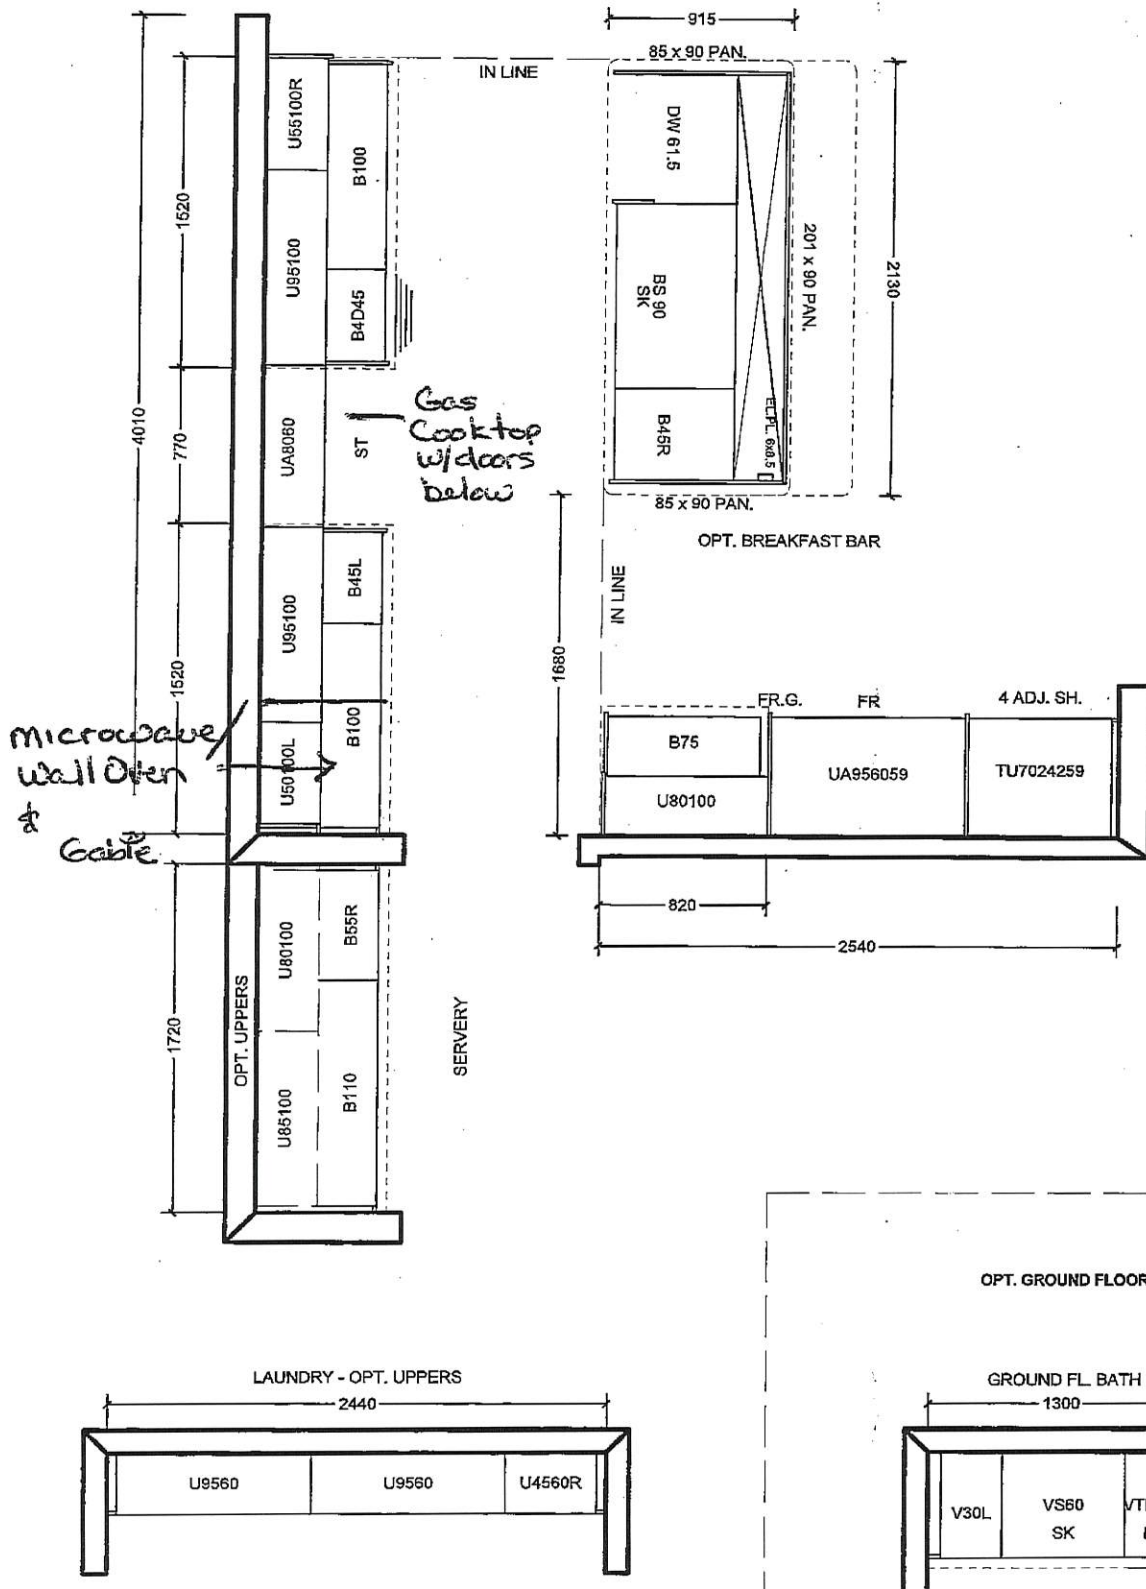 915
85 x 90 PAN.
IN LINE
U55100R
B100
DW 61.5
1520
U95100
201 x 90 PAN.
2130
BS 90
SK
B4D45
4010
770
UA8060
ST
Gas
Cooktop
w/doors
below
B45R
EL.PL. 6x8.5
85 x 90 PAN.
OPT. BREAKFAST BAR
B45L
IN LINE
U95100
1520
1680
FR.G.
FR
4 ADJ. SH.
microwave/
Wall Oven
&
Gable
B100
U50100L
B75
U80100
UA956059
TU7024259
820
2540
U80100
B55R
OPT. UPPERS
1720
SERVERY
U85100
B110
OPT. GROUND FLOOR
LAUNDRY - OPT. UPPERS
2440
U9560
U9560
U4560R
GROUND FL. BATH
1300
V30L
VS60
SK